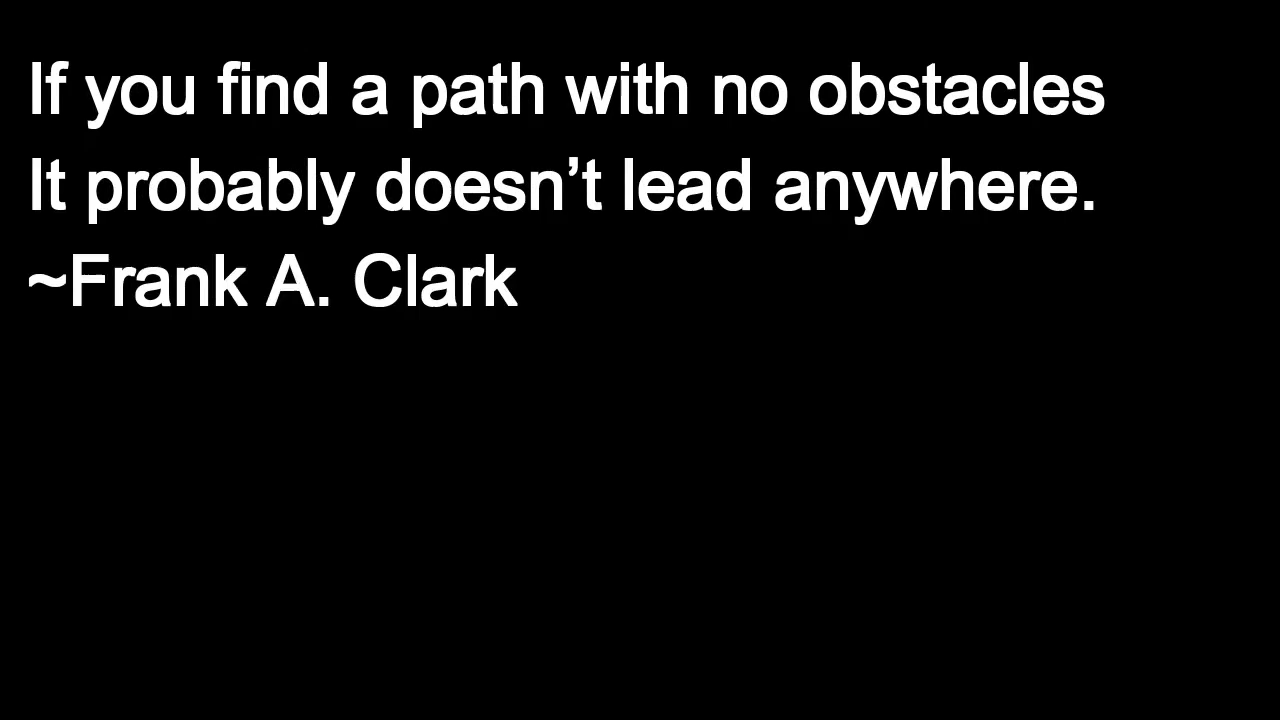 If you find a path with no obstacles
It probably doesn’t lead anywhere.
~Frank A. Clark